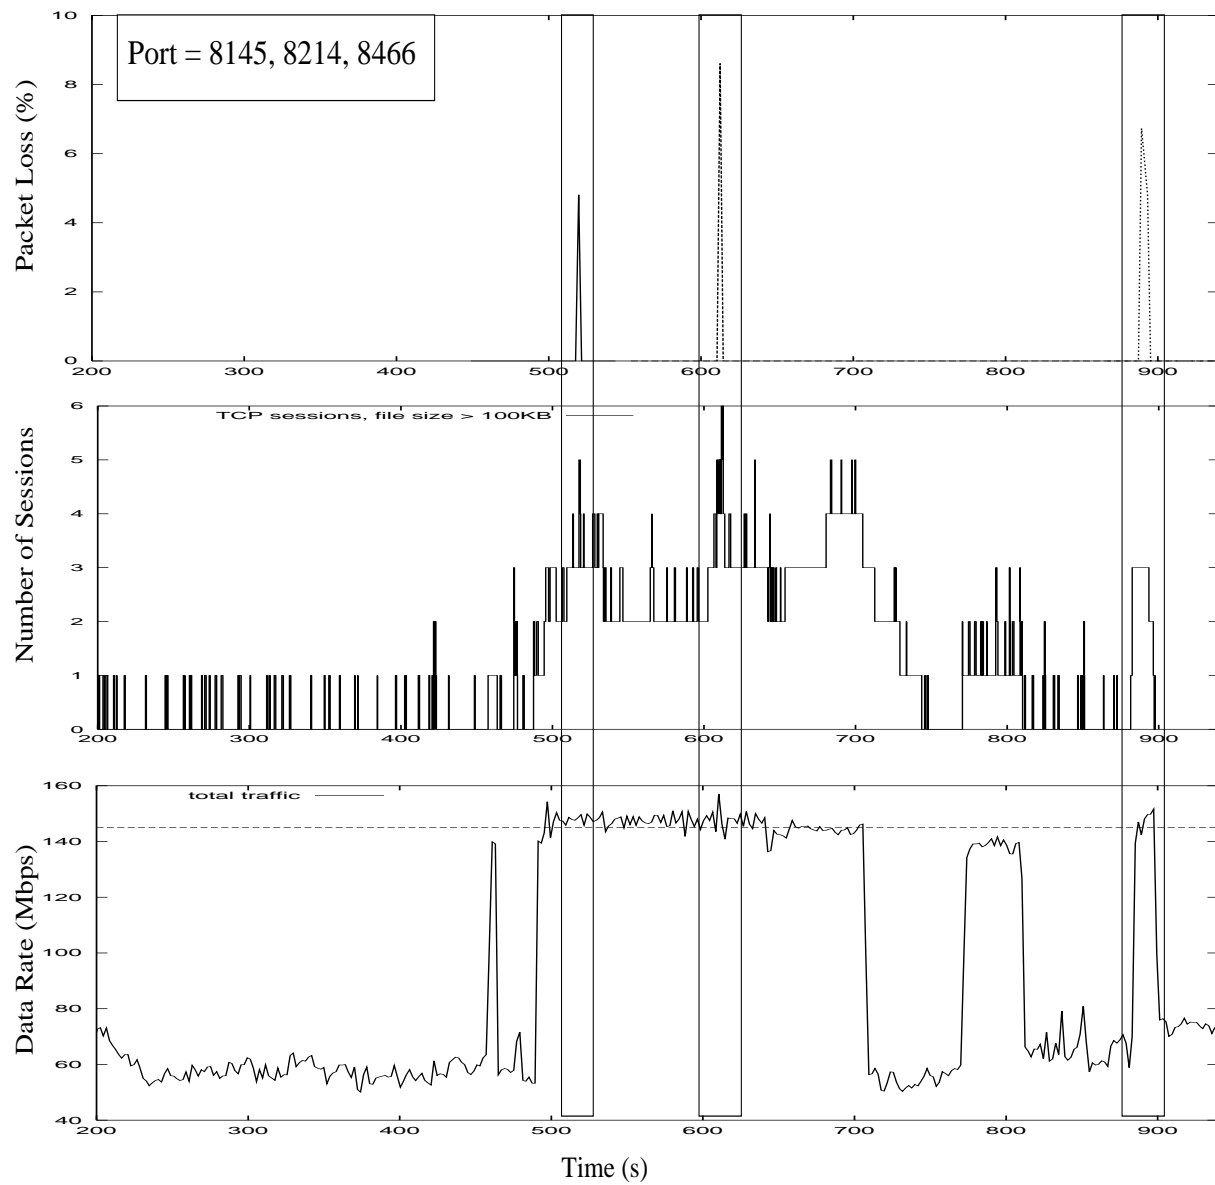 10
Port = 8145, 8214, 8466
8
6
4
2
0
Packet Loss (%)
200 300 400 500 600 700 800 900
6
TCP sessions, file size > 100KB
5
4
3
2
1
0
Number of Sessions
200 300 400 500 600 700 800 900
160
total traffic
140
120
100
80
60
40
Data Rate (Mbps)
200 300 400 500 600 700 800 900
Time (s)